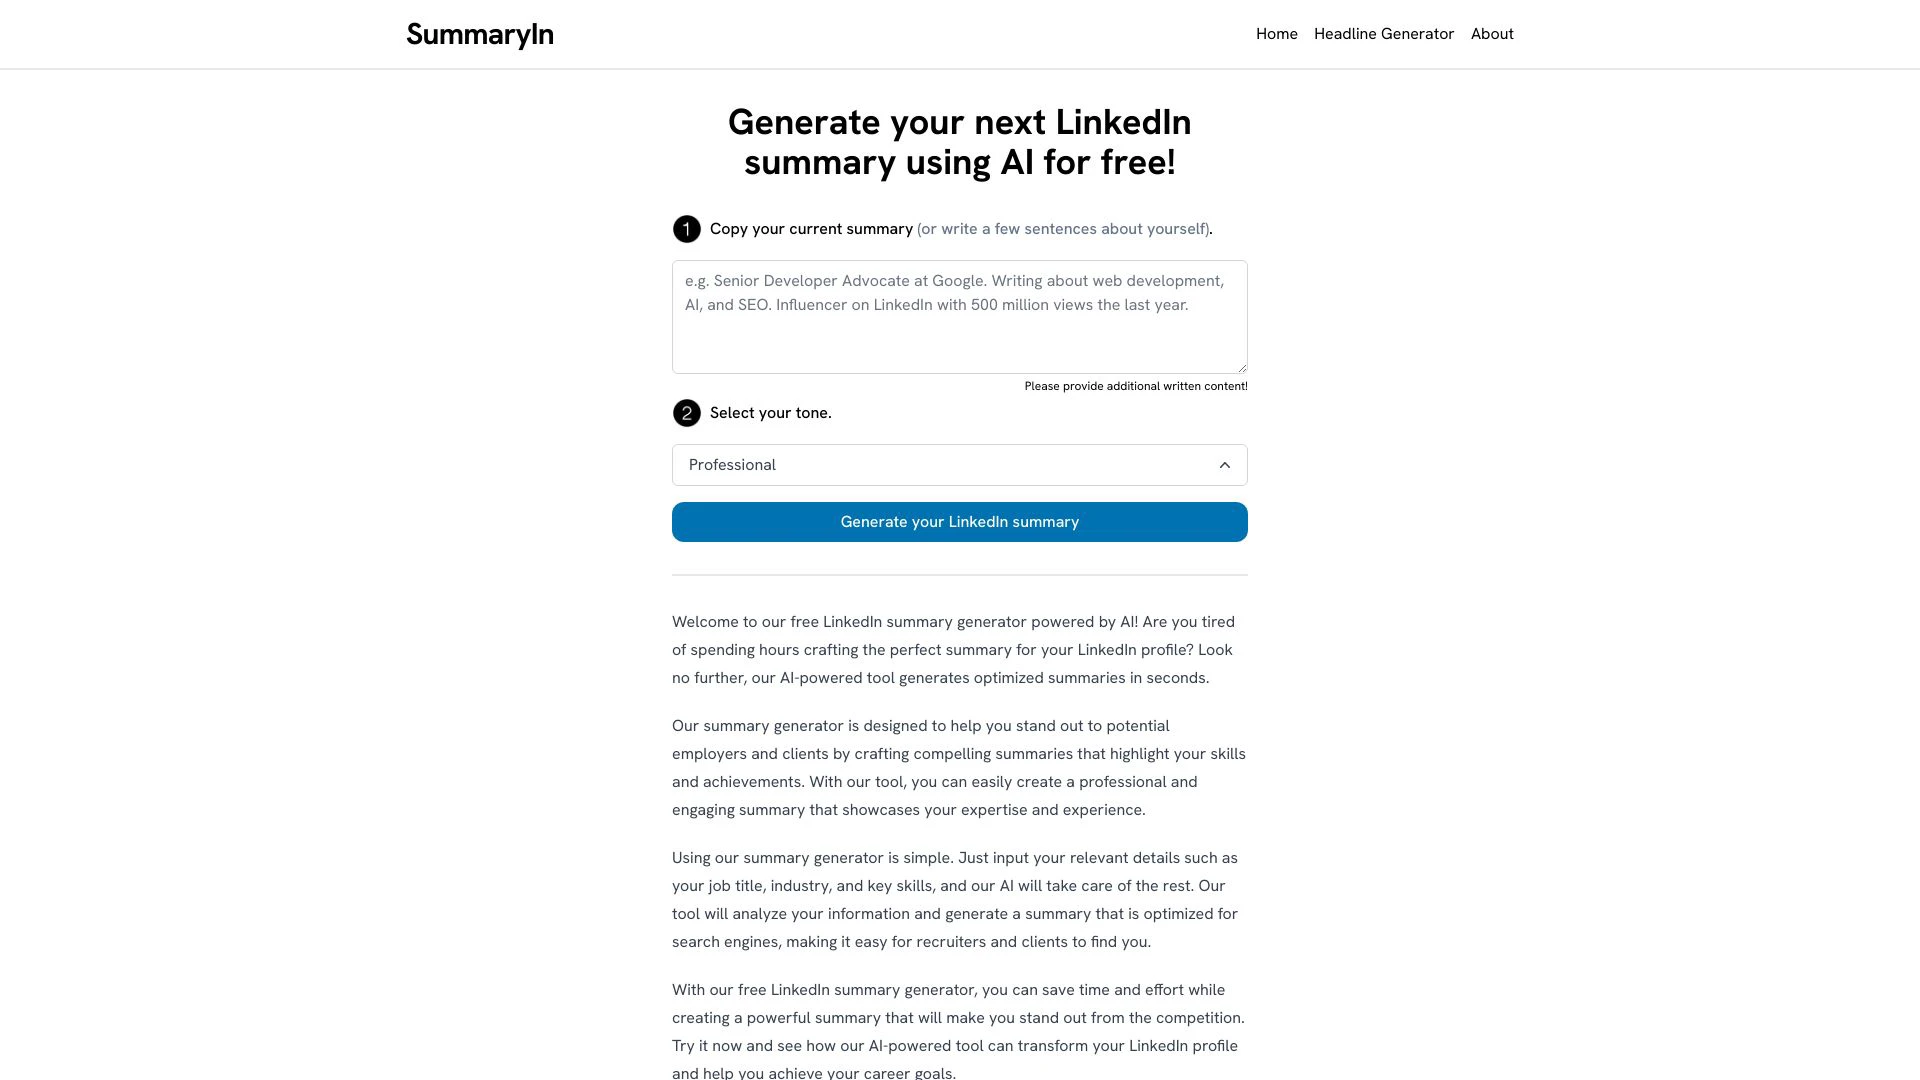 SummaryIn
Home
Headline Generator
About
Generate your next LinkedIn
summary using AI for free!
1
Copy your current summary (or write a few sentences about yourself).
e.g. Senior Developer Advocate at Google. Writing about web development,
AI, and SEO. Influencer on LinkedIn with 500 million views the last year.
Please provide additional written content!
2
Select your tone.
Professional
Generate your LinkedIn summary
Welcome to our free LinkedIn summary generator powered by AI! Are you tired
of spending hours crafting the perfect summary for your LinkedIn profile? Look
no further, our AI-powered tool generates optimized summaries in seconds.
Our summary generator is designed to help you stand out to potential
employers and clients by crafting compelling summaries that highlight your skills
and achievements. With our tool, you can easily create a professional and
engaging summary that showcases your expertise and experience.
Using our summary generator is simple. Just input your relevant details such as
your job title, industry, and key skills, and our AI will take care of the rest. Our
tool will analyze your information and generate a summary that is optimized for
search engines, making it easy for recruiters and clients to find you.
With our free LinkedIn summary generator, you can save time and effort while
creating a powerful summary that will make you stand out from the competition.
Try it now and see how our AI-powered tool can transform your LinkedIn profile
and help you achieve your career goals.